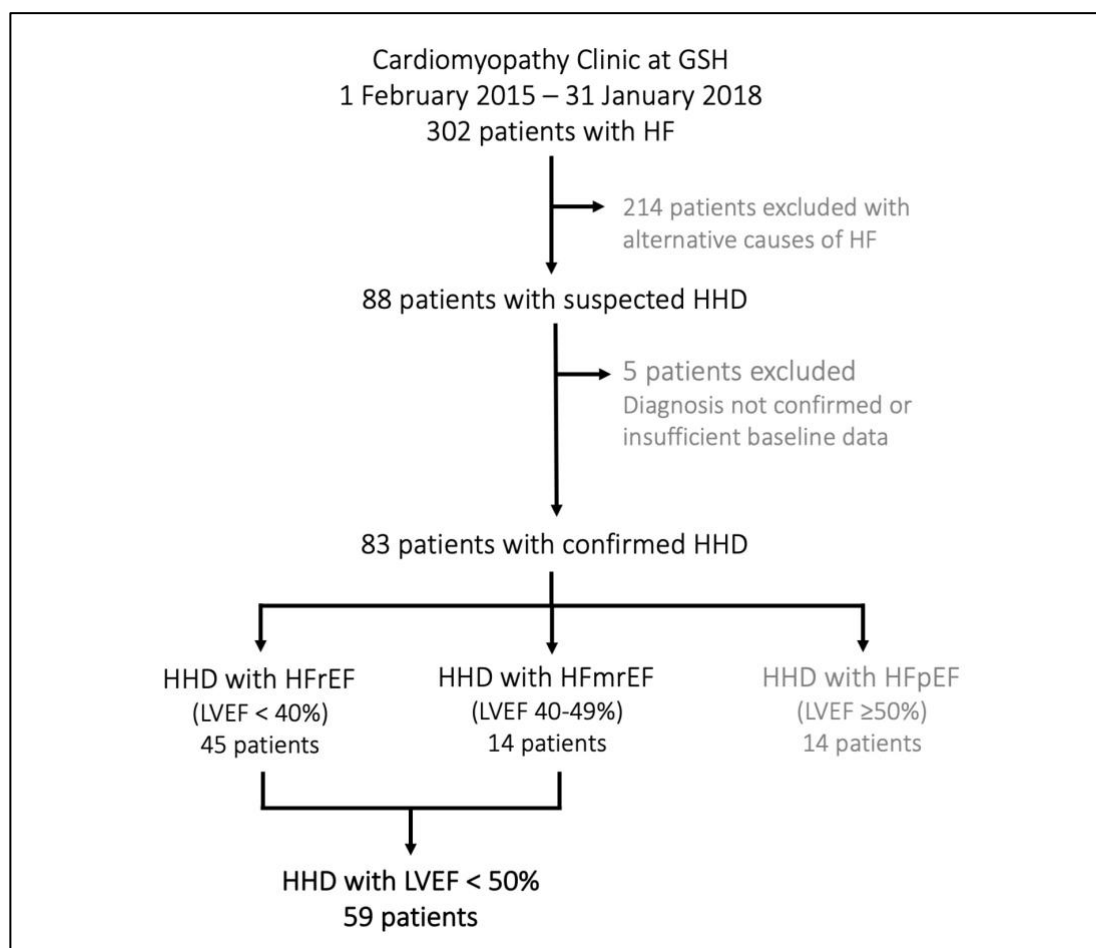 Cardiomyopathy Clinic at GSH
1 February 2015 – 31 January 2018
302 patients with HF
214 patients excluded with
alternative causes of HF
88 patients with suspected HHD
5 patients excluded
Diagnosis not confirmed or
insufficient baseline data
83 patients with confirmed HHD
HHD with HFrEF
(LVEF < 40%)
45 patients
HHD with HFmrEF
(LVEF 40-49%)
14 patients
HHD with HFpEF
(LVEF ≥50%)
14 patients
HHD with LVEF < 50%
59 patients